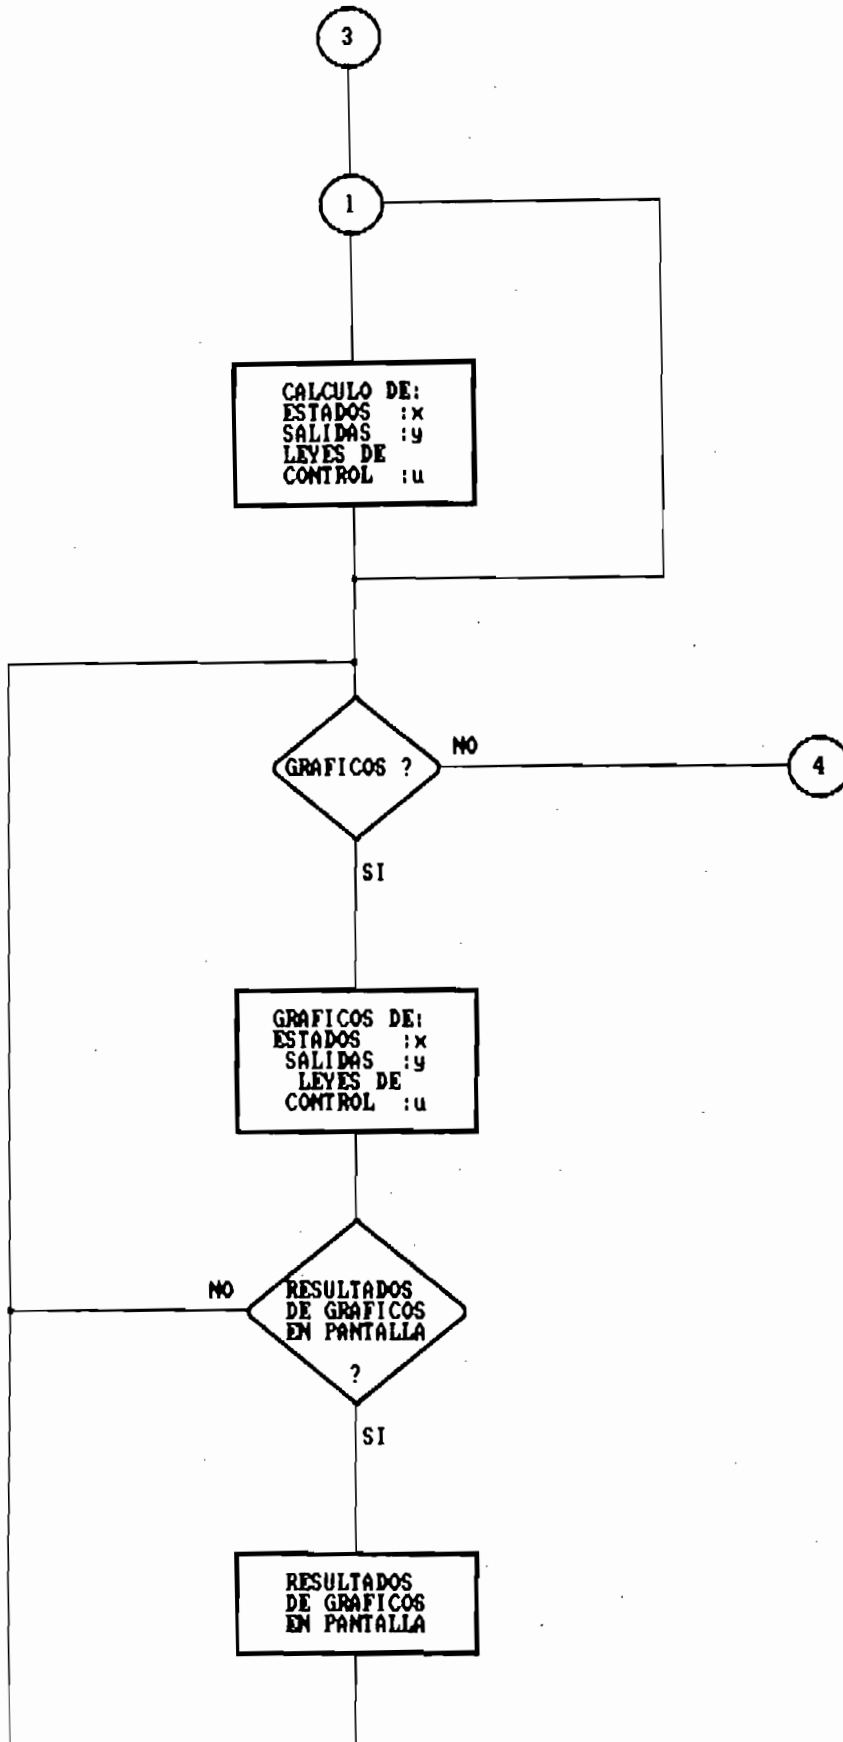 3
1
CALCULO DE:
ESTADOS :x
SALIDAS :y
LEYES DE
CONTROL :u
NO
GRAFICOS ?
4
SI
GRAFICOS DE:
ESTADOS :x
SALIDAS :y
LEYES DE
CONTROL :u
NO
RESULTADOS
DE GRAFICOS
EN PANTALLA
?
SI
RESULTADOS
DE GRAFICOS
EN PANTALLA